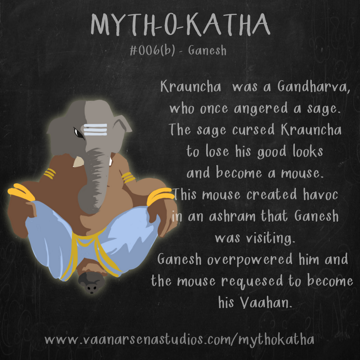 MYTH-O-KATHA
#006(b) - Ganesh
Krauncha was a Gandharva,
who once angered a sage.
The sage cursed Krauncha
to lose his good looks
and become a mouse.
This mouse created havoc
in an ashram that Ganesh
was visiting.
Ganesh overpowered him and
the mouse requesed to become
his Vaahan.
www.vaanarsenastudios.com/mythokatha